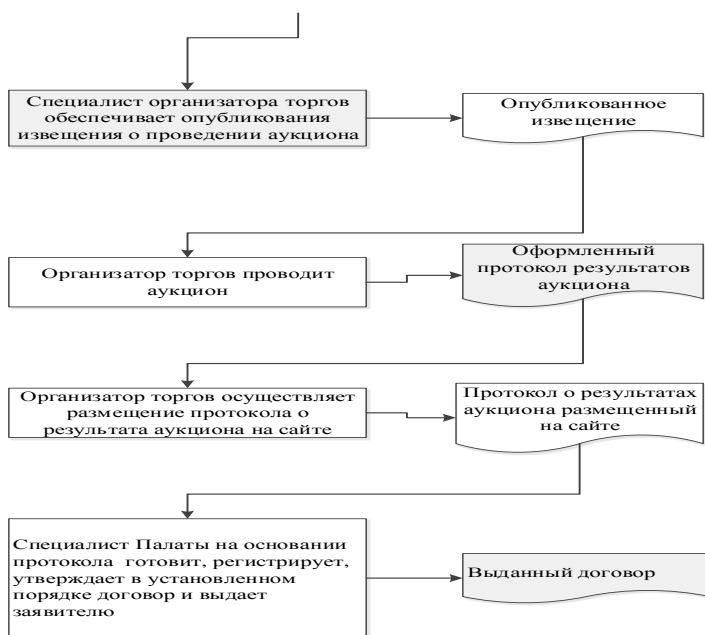 Специалист организатора торгов
обеспечивает опубликования
извещения о проведении аукциона
Опубликованное
извещение
Организатор торгов проводит
аукцион
Оформленный
протокол результатов
аукциона
Организатор торгов осуществляет
размещение протокола о
результата аукциона на сайте
Протокол о результатах
аукциона размещенный
на сайте
Специалист Палаты на основании
протокола готовит, регистрирует,
утверждает в установленном
порядке договор и выдает
заявителю
Выданный договор